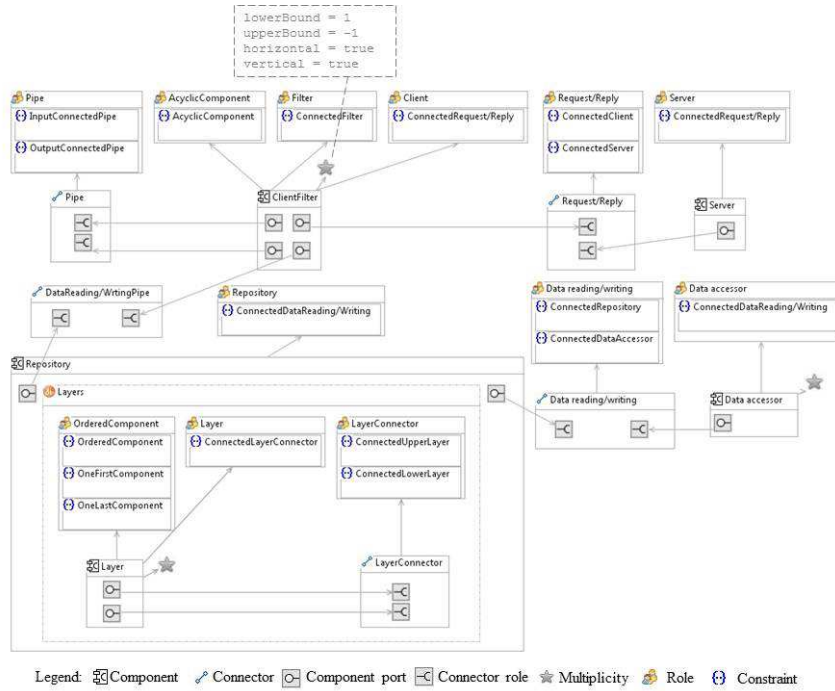 lowerBound = 1
upperBound = -1
horizontal = true
vertical = true
Pipe
InputConnectedPipe
OutputConnectedPipe
AcyclicComponent
AcyclicComponent
Filter
ConnectedFilter
Client
ConnectedRequest/Reply
Request/Reply
ConnectedClient
ConnectedServer
Server
ConnectedRequest/Reply
Pipe
ClientFilter
Request/Reply
Server
DataReading/WrtingPipe
Repository
ConnectedDataReading/Writing
Data reading/writing
ConnectedRepository
ConnectedDataAccessor
Data accessor
ConnectedDataReading/Writing
Repository
Layers
Data reading/writing
Data accessor
OrderedComponent
OrderedComponent
OneFirstComponent
OneLastComponent
Layer
ConnectedLayerConnector
LayerConnector
ConnectedUpperLayer
ConnectedLowerLayer
Layer
LayerConnector
Legend: Component Connector Component port Connector role Multiplicity Role Constraint